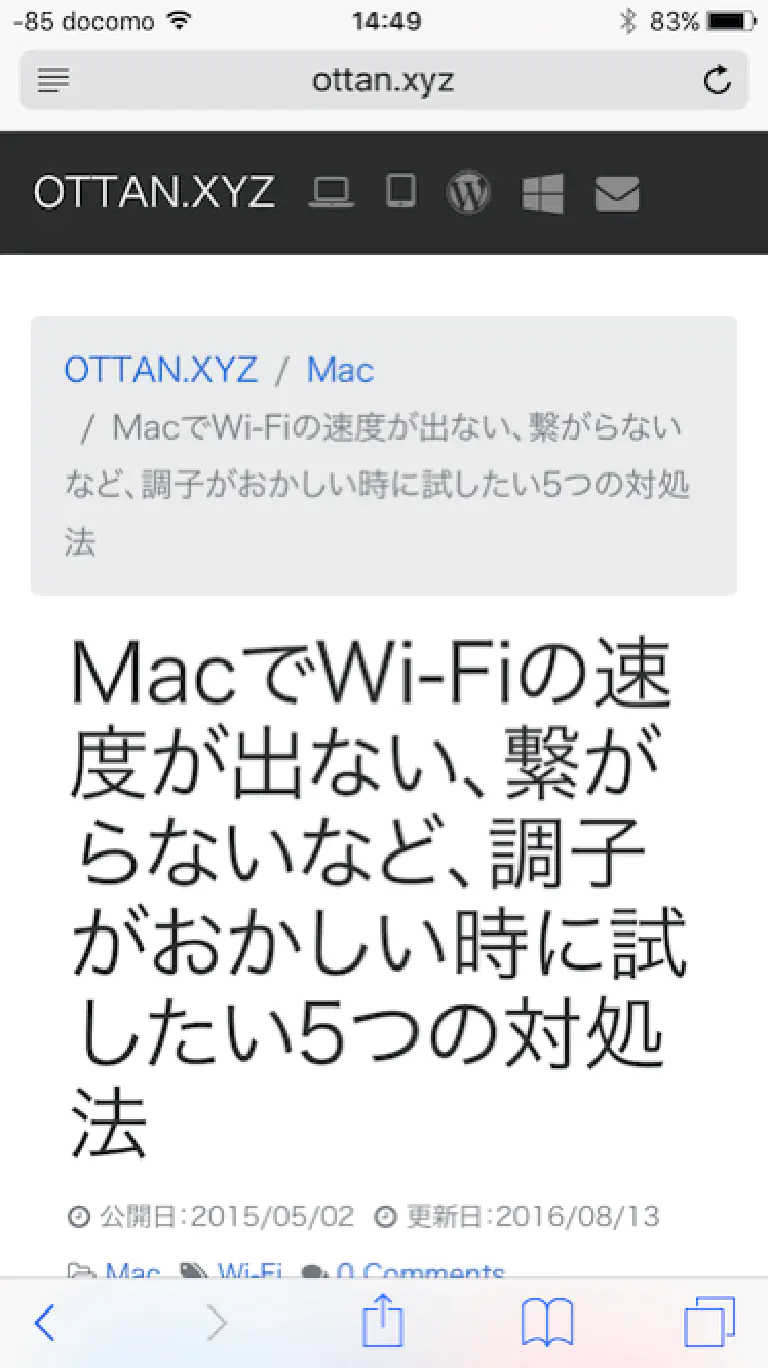 -85 docomo 14:49 83%
ottan.xyz
OTTAN.XYZ
OTTAN.XYZ / Mac
/ MacでWi-Fiの速度が出ない、繋がらない
など、調子がおかしい時に試したい5つの対処
法
MacでWi-Fiの速
度が出ない、繋が
らないなど、調子
がおかしい時に試
したい5つの対処
法
公開日:2015/05/02 更新日:2016/08/13
Mac Wi-Fi 0 Comments